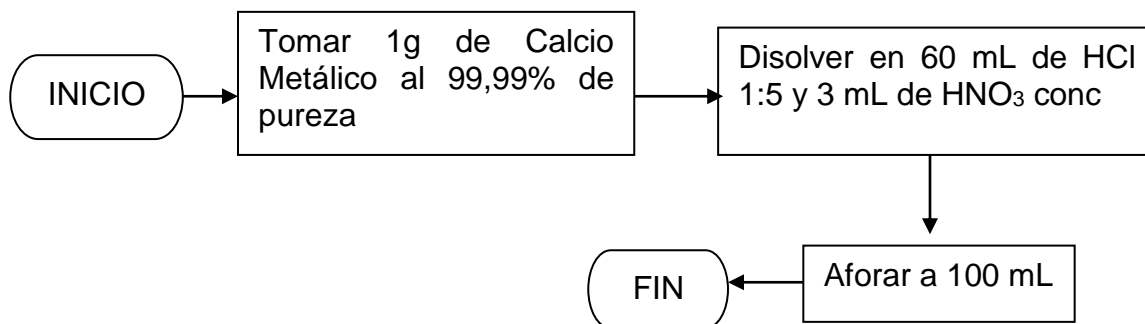 INICIO
Tomar 1g de Calcio
Metálico al 99,99% de
pureza
Disolver en 60 mL de HCl
1:5 y 3 mL de HNO₃ conc
Aforar a 100 mL
FIN